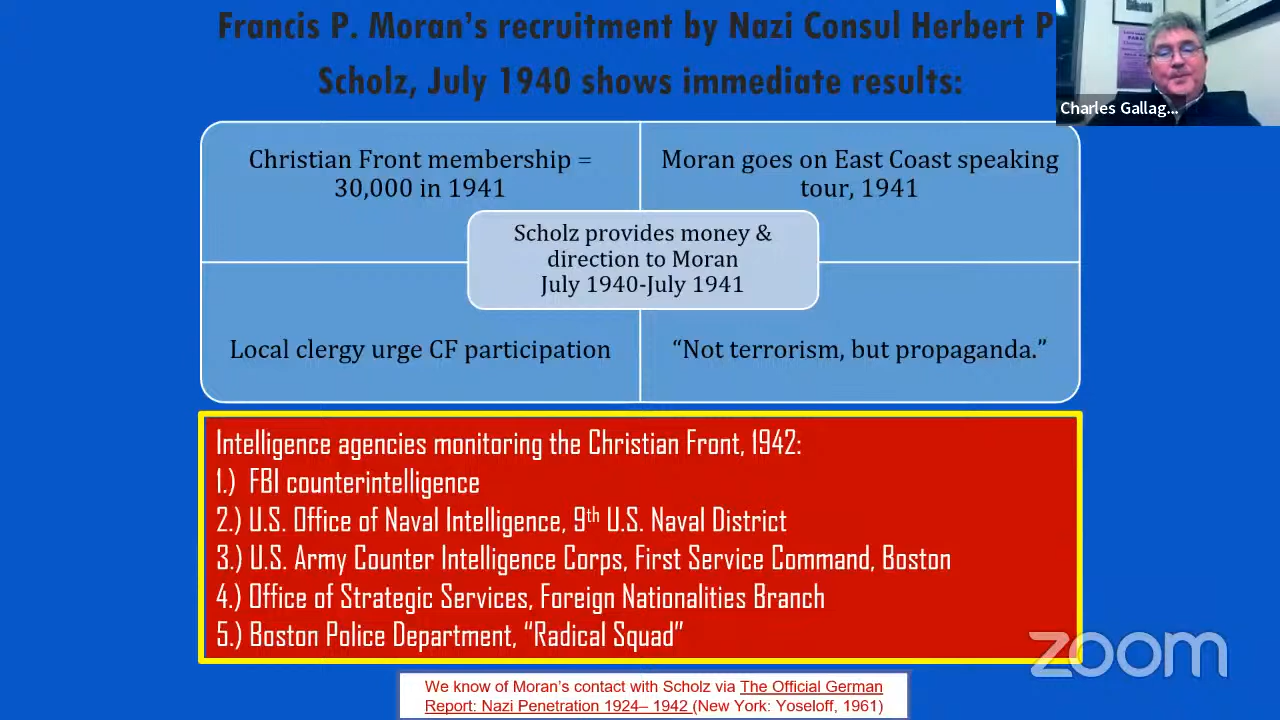 Francis P. Moran’s recruitment by Nazi Consul Herbert P
Scholz, July 1940 shows immediate results:
Charles Gallag...
Christian Front membership =
30,000 in 1941
Moran goes on East Coast speaking
tour, 1941
Scholz provides money &
direction to Moran
July 1940-July 1941
Local clergy urge CF participation
“Not terrorism, but propaganda.”
Intelligence agencies monitoring the Christian Front, 1942:
1.) FBI counterintelligence
2.) U.S. Office of Naval Intelligence, 9th U.S. Naval District
3.) U.S. Army Counter Intelligence Corps, First Service Command, Boston
4.) Office of Strategic Services, Foreign Nationalities Branch
5.) Boston Police Department, “Radical Squad”
zoom
We know of Moran’s contact with Scholz via The Official German
Report: Nazi Penetration 1924– 1942 (New York: Yoseloff, 1961)